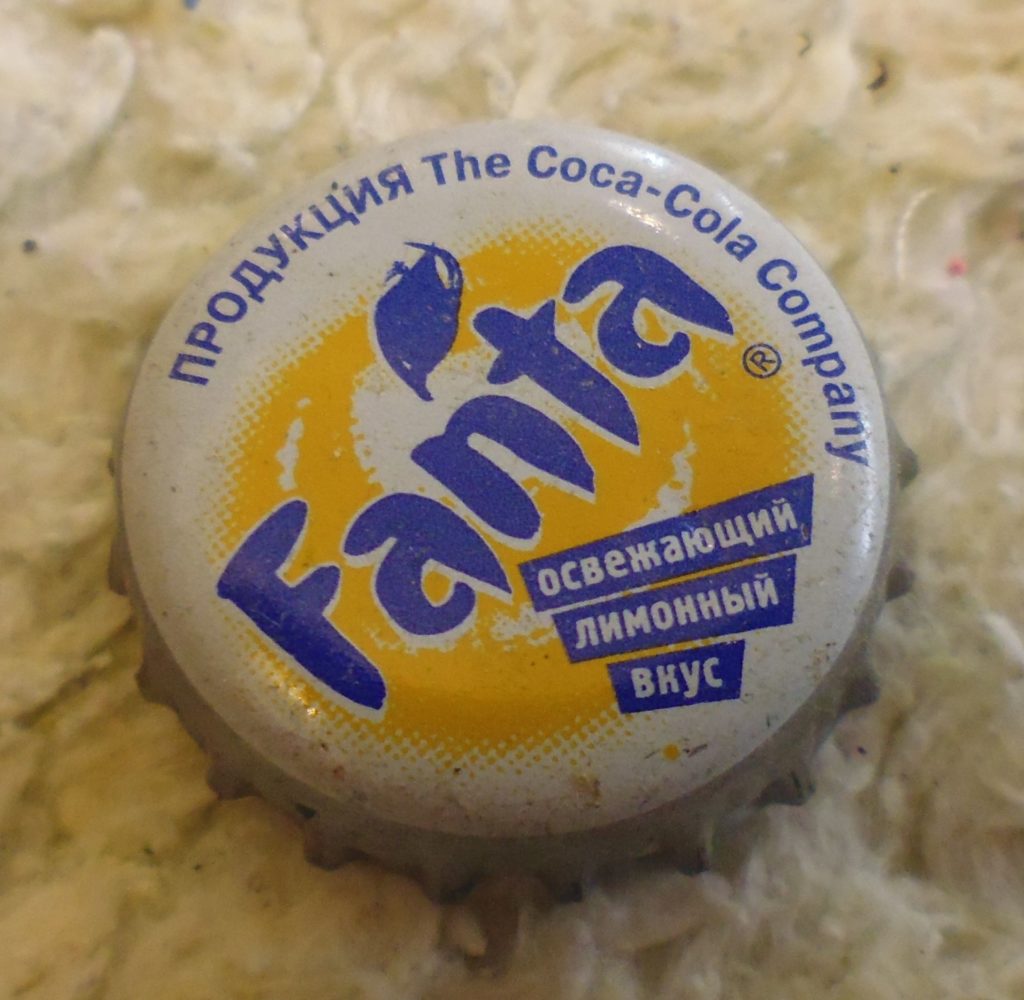 ПРОДУКЦИЯ The Coca-Cola Company
Fanta ®
освежающий
лимонный
вкус